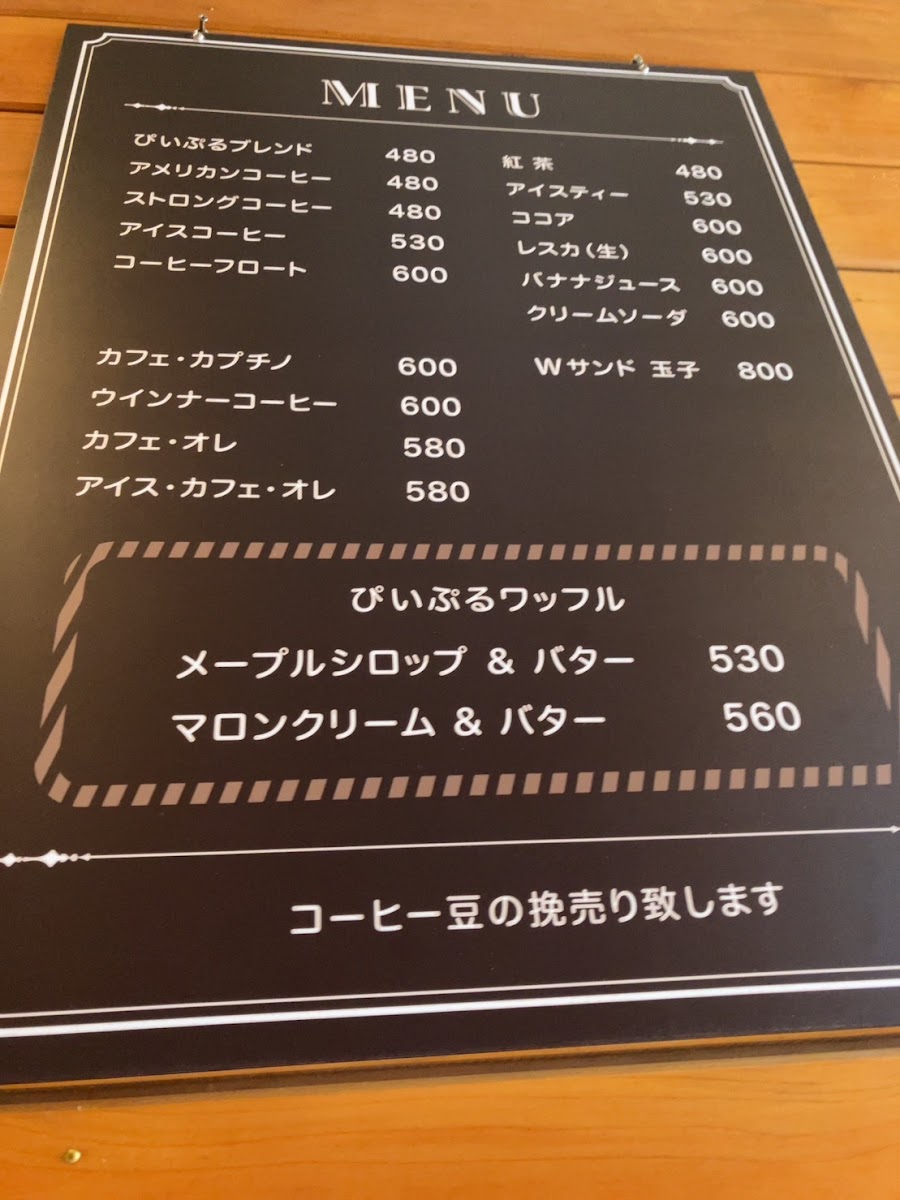 MENU
ぴいぷるブレンド 480
アメリカンコーヒー 480
ストロングコーヒー 480
アイスコーヒー 530
コーヒーフロート 600
カフェ・カプチノ 600
ウインナーコーヒー 600
カフェ・オレ 580
アイス・カフェ・オレ 580
紅茶 480
アイスティー 530
ココア 600
レスカ(生) 600
バナナジュース 600
クリームソーダ 600
Wサンド 玉子 800
ぴいぷるワッフル
メープルシロップ & バター 530
マロンクリーム & バター 560
コーヒー豆の挽売り致します